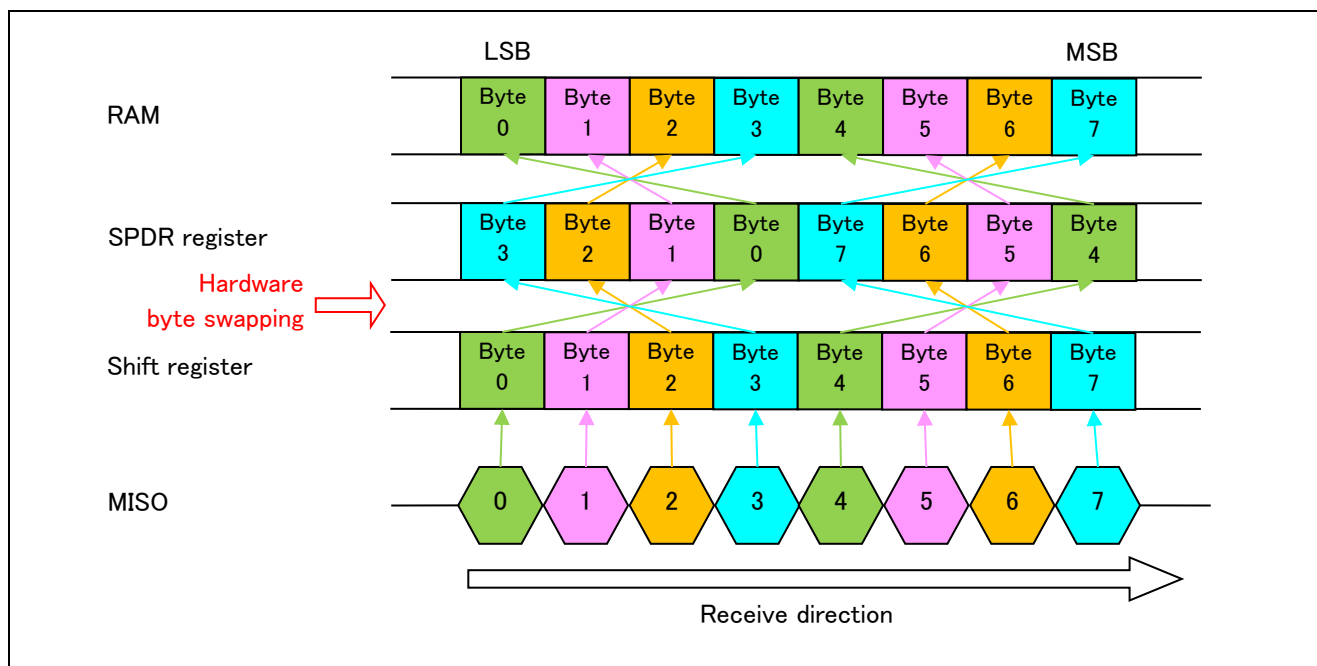 LSB MSB
RAM
Byte Byte Byte Byte Byte Byte Byte Byte
0 1 2 3 4 5 6 7
SPDR register
Byte Byte Byte Byte Byte Byte Byte Byte
3 2 1 0 7 6 5 4
Hardware
byte swapping
Shift register
Byte Byte Byte Byte Byte Byte Byte Byte
0 1 2 3 4 5 6 7
MISO
0 1 2 3 4 5 6 7
Receive direction